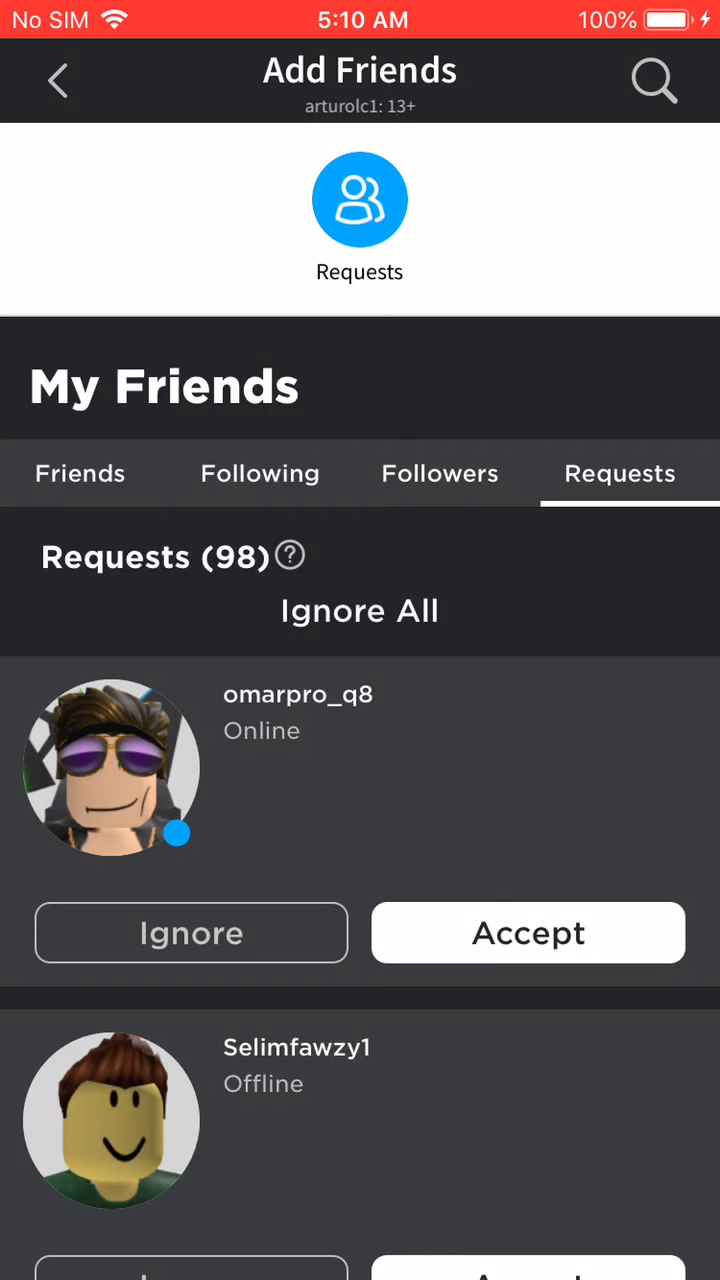 No SIM 5:10 AM 100%
Add Friends
arturolc1: 13+
Requests
My Friends
Friends Following Followers Requests
Requests (98) ?
Ignore All
omarpro_q8
Online
Ignore Accept
Selimfawzy1
Offline